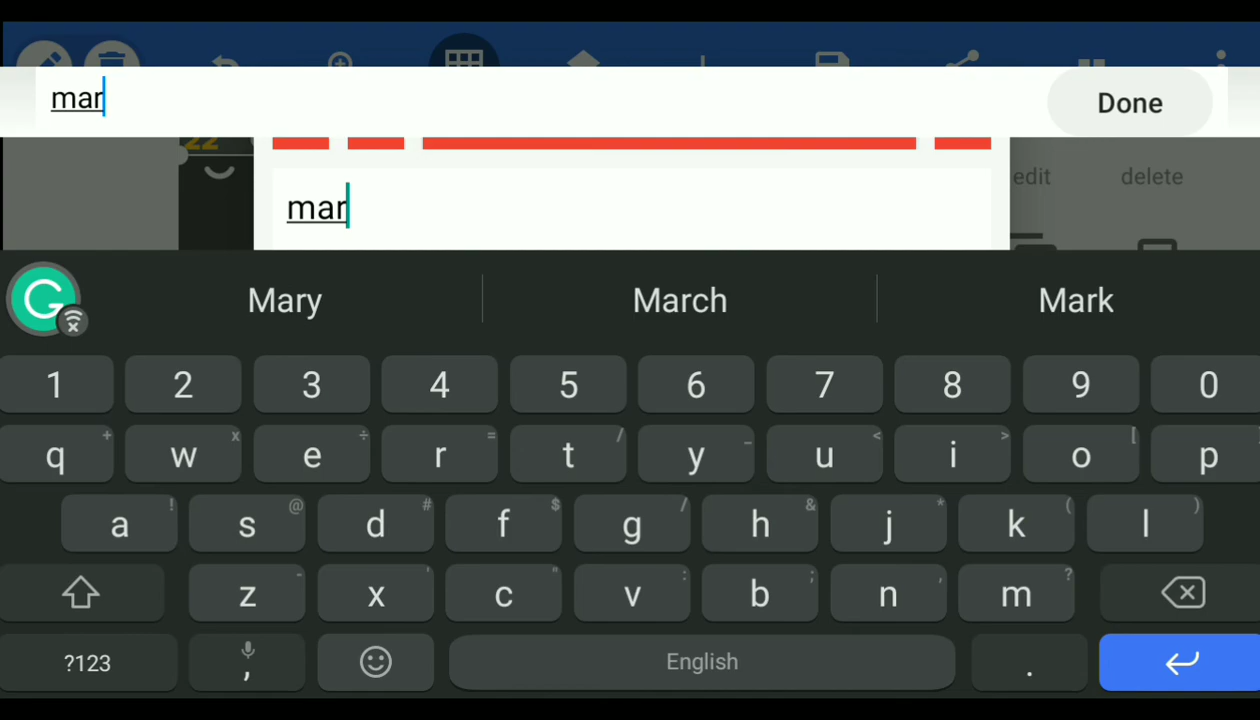 mar
Done
22
edit delete
mar
Mary March Mark
1 2 3 4 5 6 7 8 9 0
+ x ÷ = / _ < > [
q w e r t y u i o p
! @ # $ / & * ( )
a s d f g h j k l
- ' " : ; , ?
z x c v b n m
?123 , English .